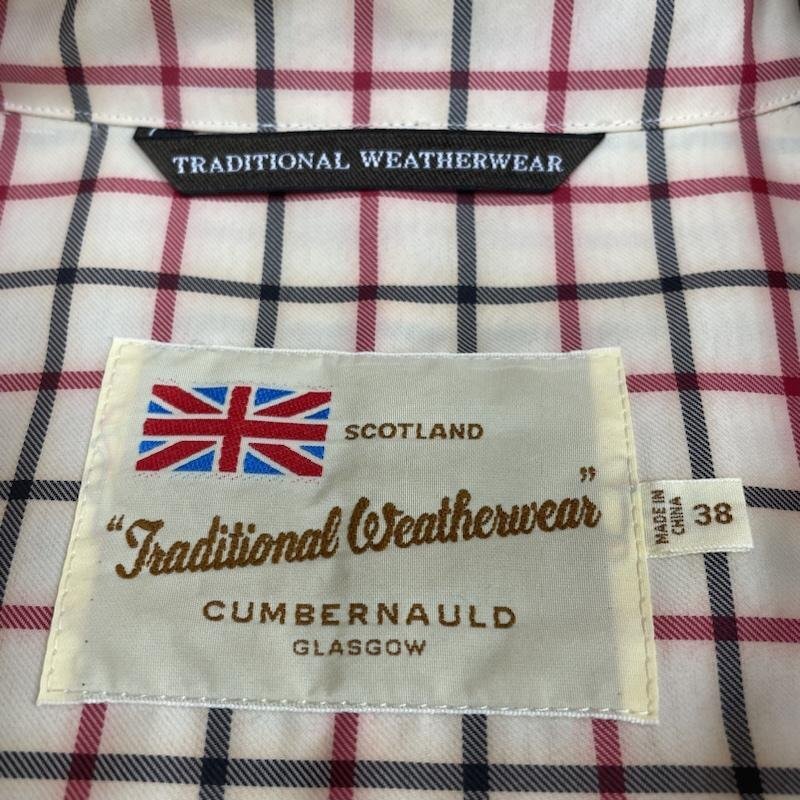 TRADITIONAL WEATHERWEAR
SCOTLAND
"Traditional Weatherwear"
CUMBERNAULD
GLASGOW
MADE IN
CHINA
38